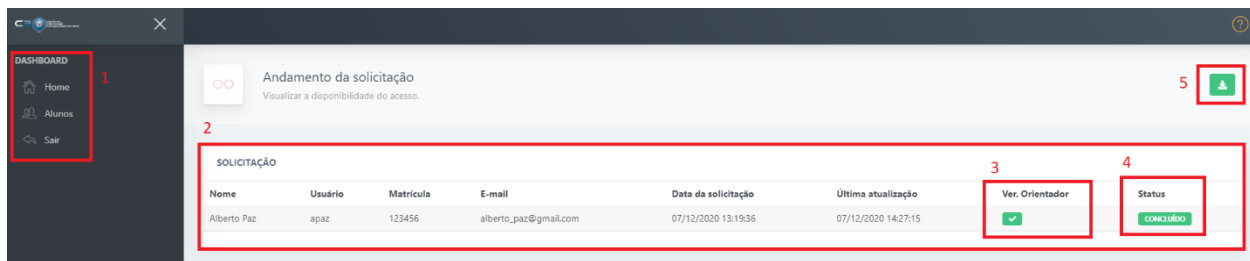 DASHBOARD
1
Home
Alunos
Sair
Andamento da solicitação
Visualizar a disponibilidade do acesso.
5
2
SOLICITAÇÃO
3
4
Nome Usuário Matrícula E-mail Data da solicitação Última atualização Ver. Orientador Status
Alberto Paz apaz 123456 alberto_paz@gmail.com 07/12/2020 13:19:36 07/12/2020 14:27:15 CONCLUÍDO